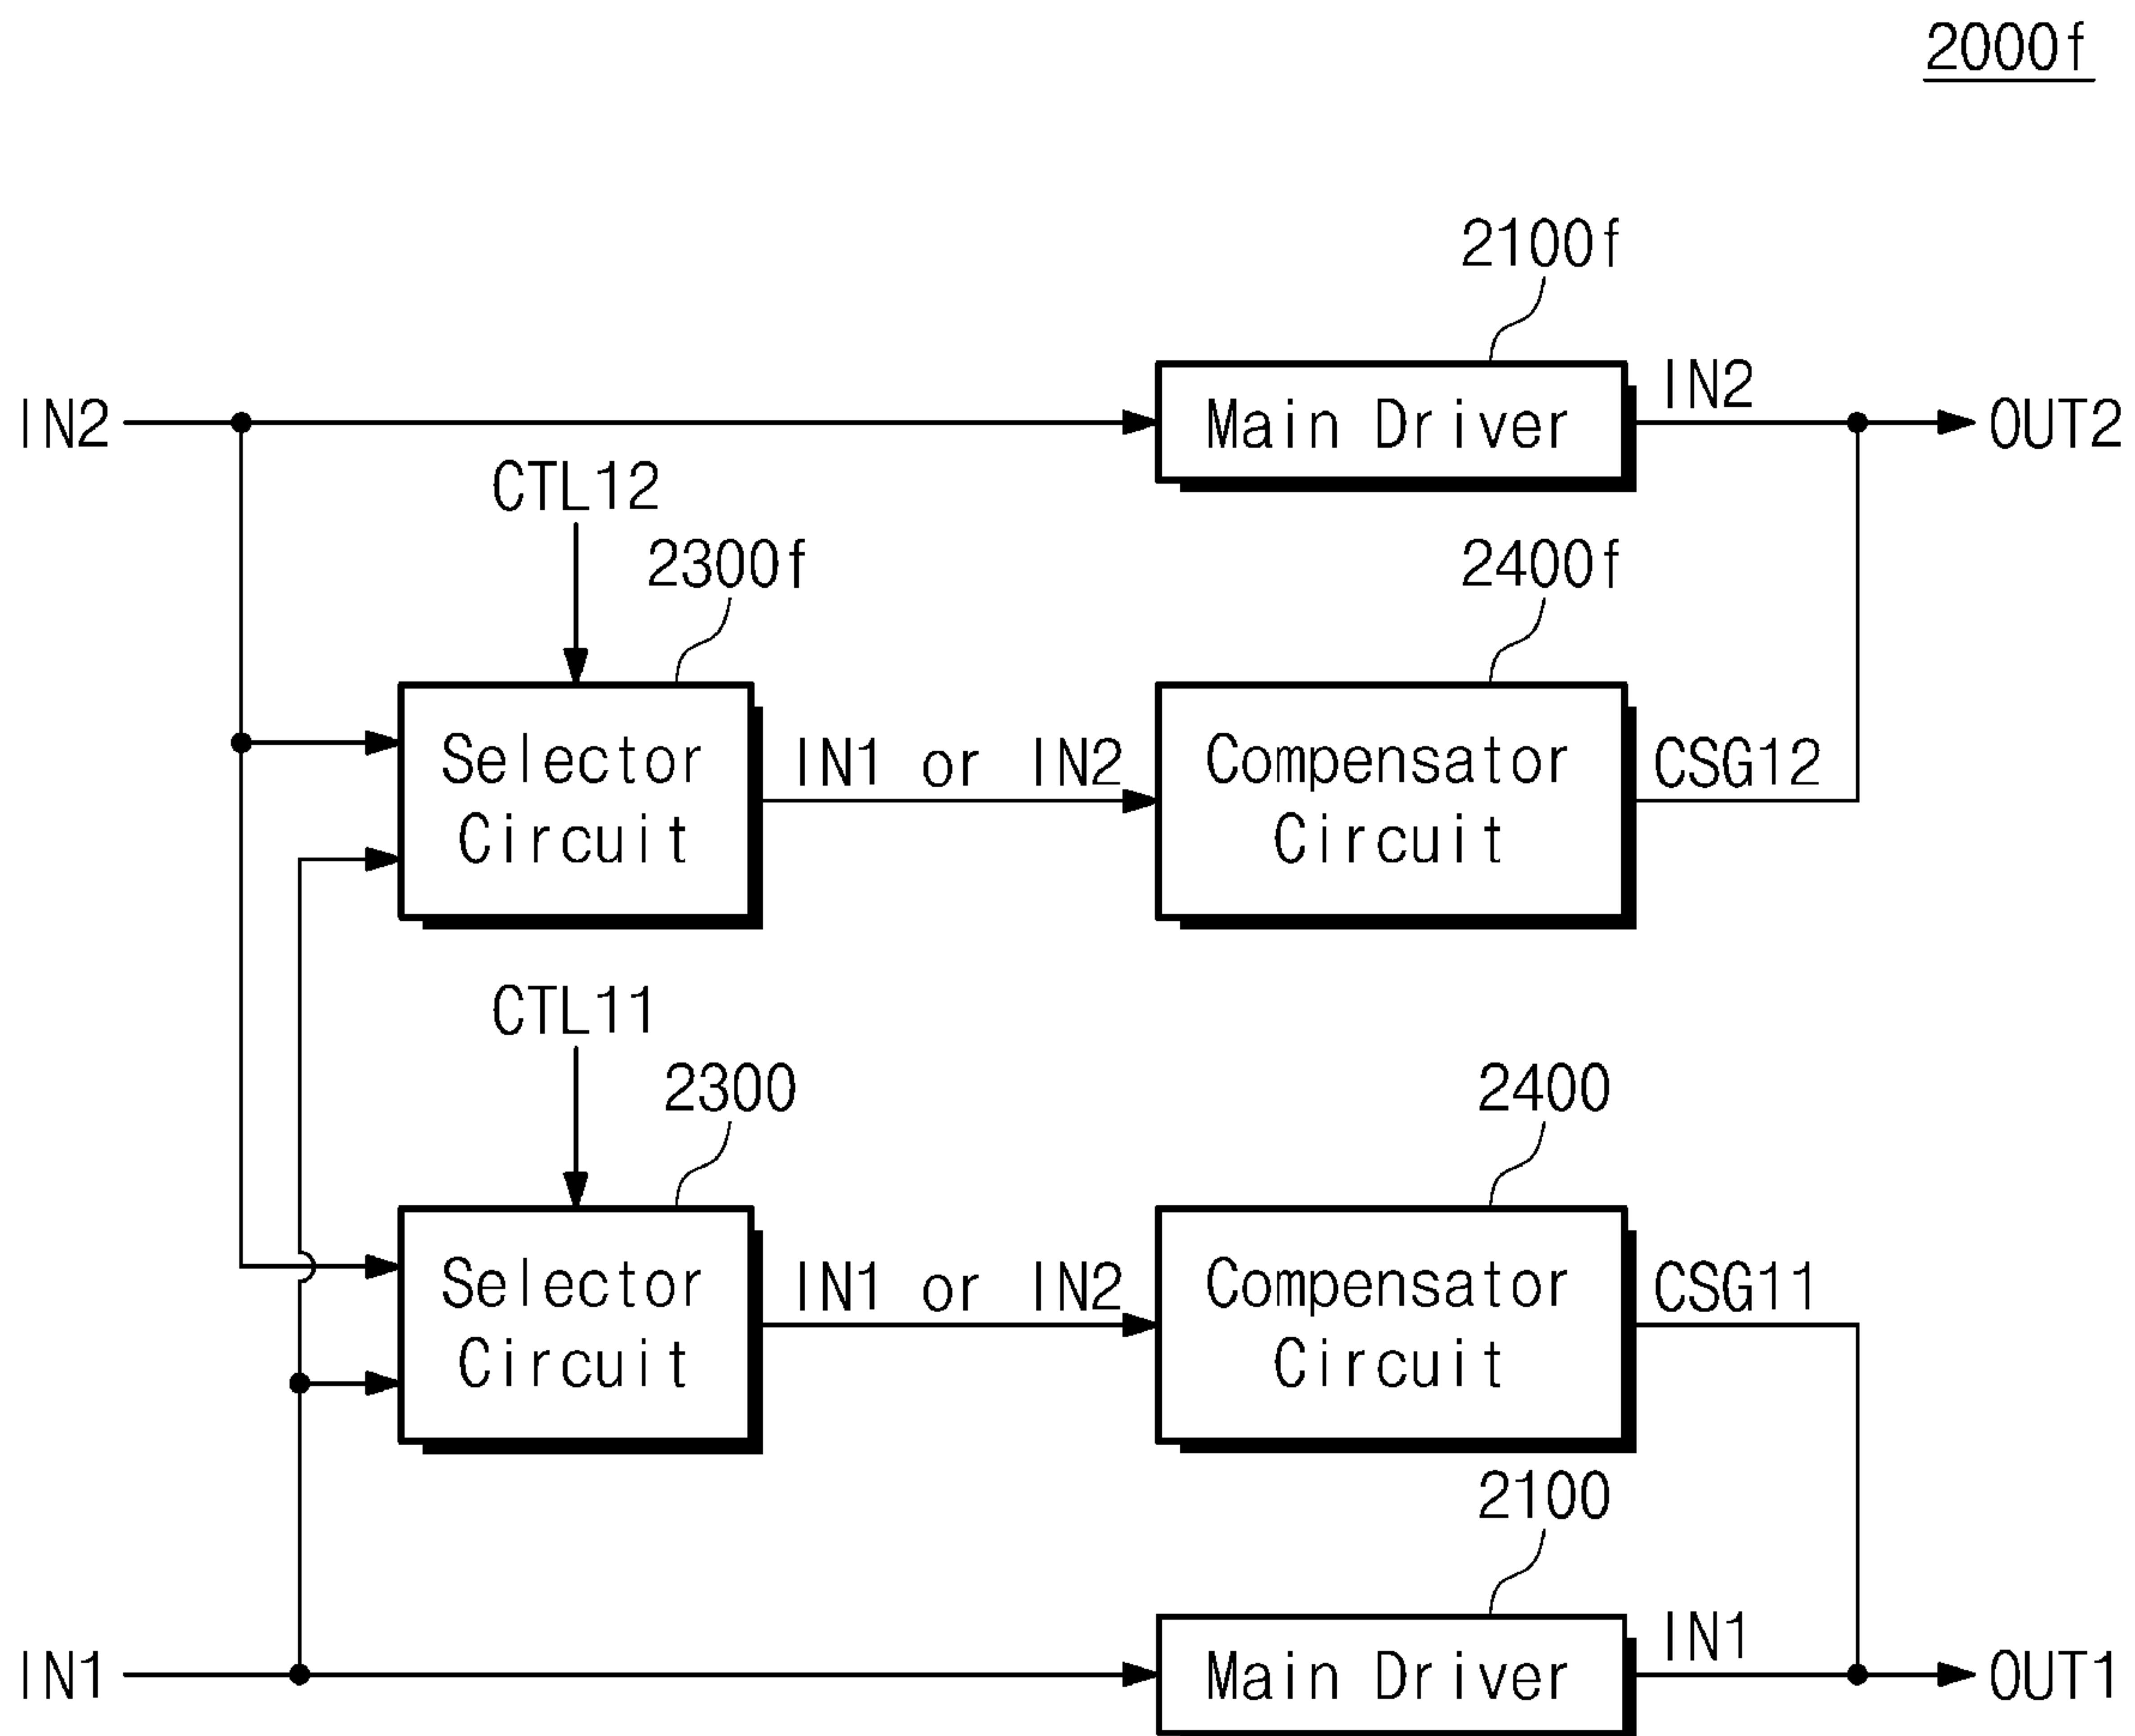 2000f
2100f
IN2
Main Driver
IN2
OUT2
CTL12
2300f
2400f
Selector
Circuit
IN1 or IN2
Compensator
Circuit
CSG12
CTL11
2300
2400
Selector
Circuit
IN1 or IN2
Compensator
Circuit
CSG11
2100
IN1
Main Driver
IN1
OUT1